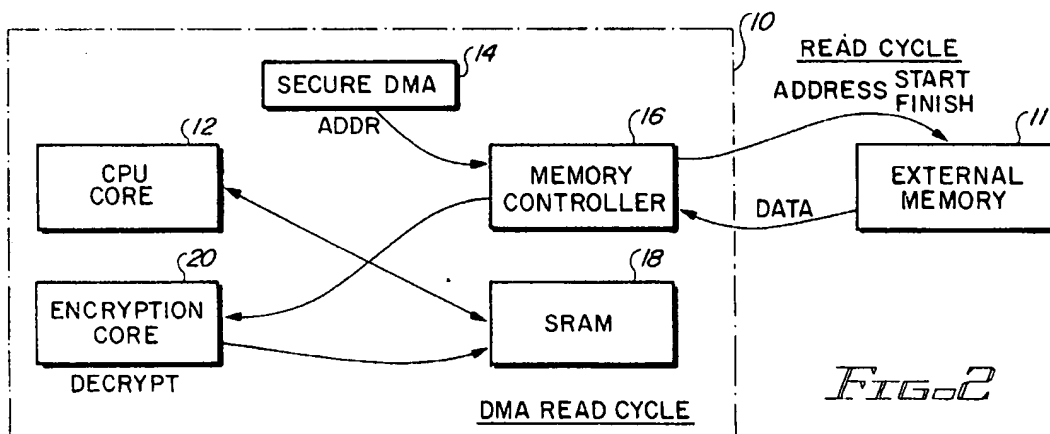 10
READ CYCLE
ADDRESS START
FINISH
14
SECURE DMA
ADDR
12
CPU
CORE
16
MEMORY
CONTROLLER
11
EXTERNAL
MEMORY
DATA
20
ENCRYPTION
CORE
DECRYPT
18
SRAM
DMA READ CYCLE
FIG. 2